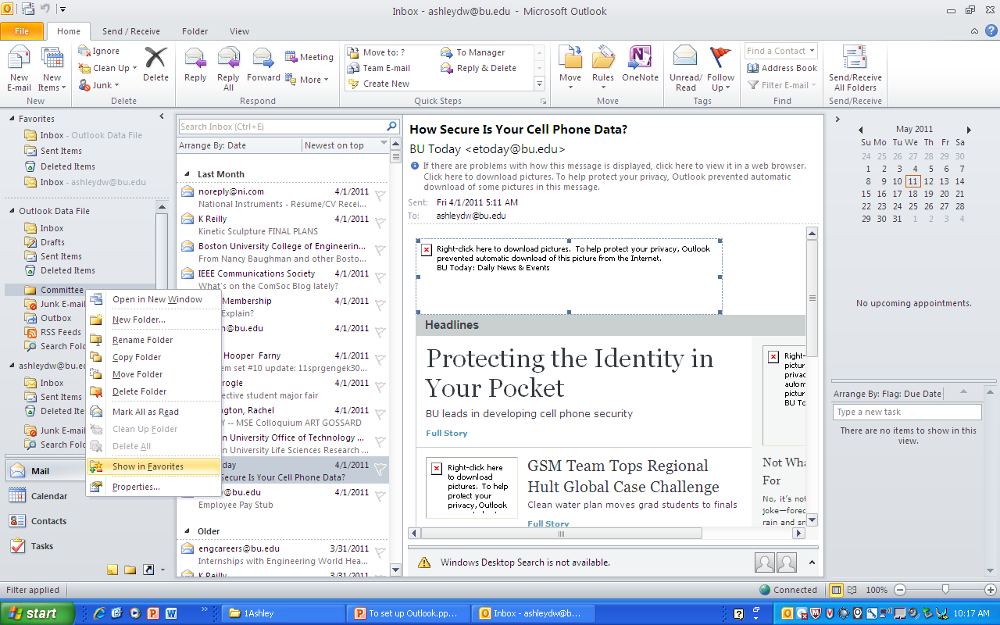 Inbox - ashleydw@bu.edu - Microsoft Outlook
File
Home
Send / Receive
Folder
View
New
E-mail
New
Items
New
Ignore
Clean Up
Junk
Delete
Delete
Reply
Reply
All
Forward
Meeting
More
Respond
Move to: ?
Team E-mail
Create New
To Manager
Reply & Delete
Quick Steps
Move
Rules
OneNote
Move
Unread/
Read
Follow
Up
Tags
Find a Contact
Address Book
Filter E-mail
Find
Send/Receive
All Folders
Send/Receive
Favorites
Inbox - Outlook Data File
Sent Items
Deleted Items
Inbox - ashleydw@bu.edu
Outlook Data File
Inbox
Drafts
Sent Items
Deleted Items
Committee
Junk E-mail
Outbox
RSS Feeds
Search Fol
ashleydw@bu.ed
Inbox
Sent Items
Deleted Ite
Junk E-mail
Search Fol
Mail
Calendar
Contacts
Tasks
Open in New Window
New Folder...
Rename Folder
Copy Folder
Move Folder
Delete Folder
Mark All as Read
Clean Up Folder
Delete All
Show in Favorites
Properties...
Search Inbox (Ctrl+E)
Arrange By: Date
Newest on top
Last Month
noreply@ni.com 4/1/2011
National Instruments - Resume/CV Recei...
K Reilly 4/1/2011
Kinetic Sculpture FINAL PLANS
Boston University College of Engineerin... 4/1/2011
From Nancy Baughman and other Bosto...
IEEE Communications Society 4/1/2011
What's on the ComSoc Blog lately?
Membership 4/1/2011
Explain?
n@bu.edu 4/1/2011
Hooper Farny 4/1/2011
em set #10 update: 11sprgengek30...
rogle 4/1/2011
ective student major fair
ngton, Rachel 4/1/2011
Y -- MSE Colloquium ART GOSSARD
n University Office of Technology ... 4/1/2011
n University Life Sciences Research ...
day 4/1/2011
Secure Is Your Cell Phone Data?
y@bu.edu 4/1/2011
Employee Pay Stub
Older
engcareers@bu.edu 3/31/2011
Internships with Engineering World Hea...
K Reilly 3/31/2011
How Secure Is Your Cell Phone Data?
BU Today <etoday@bu.edu>
If there are problems with how this message is displayed, click here to view it in a web browser.
Click here to download pictures. To help protect your privacy, Outlook prevented automatic
download of some pictures in this message.
Sent: Fri 4/1/2011 5:11 AM
To: ashleydw@bu.edu
Right-click here to download pictures. To help protect your privacy, Outlook
prevented automatic download of this picture from the Internet.
BU Today: Daily News & Events
Headlines
Protecting the Identity in
Your Pocket
BU leads in developing cell phone security
Full Story
Right-
pictur
privac
autom
downl
BU To
Right-click here
to download
pictures. To help
protect your
privacy, Outlook
GSM Team Tops Regional
Hult Global Case Challenge
Clean water plan moves grad students to finals
Full Story
Not Wha
For
No, it's not
joke—forec
rain and sn
Windows Desktop Search is not available.
May 2011
Su Mo Tu We Th Fr Sa
24 25 26 27 28 29 30
1 2 3 4 5 6 7
8 9 10 11 12 13 14
15 16 17 18 19 20 21
22 23 24 25 26 27 28
29 30 31 1 2 3 4
No upcoming appointments.
Arrange By: Flag: Due Date
Type a new task
There are no items to show in this
view.
Filter applied
Connected
100%
start
1Ashley
To set up Outlook.pp...
Inbox - ashleydw@b...
10:17 AM